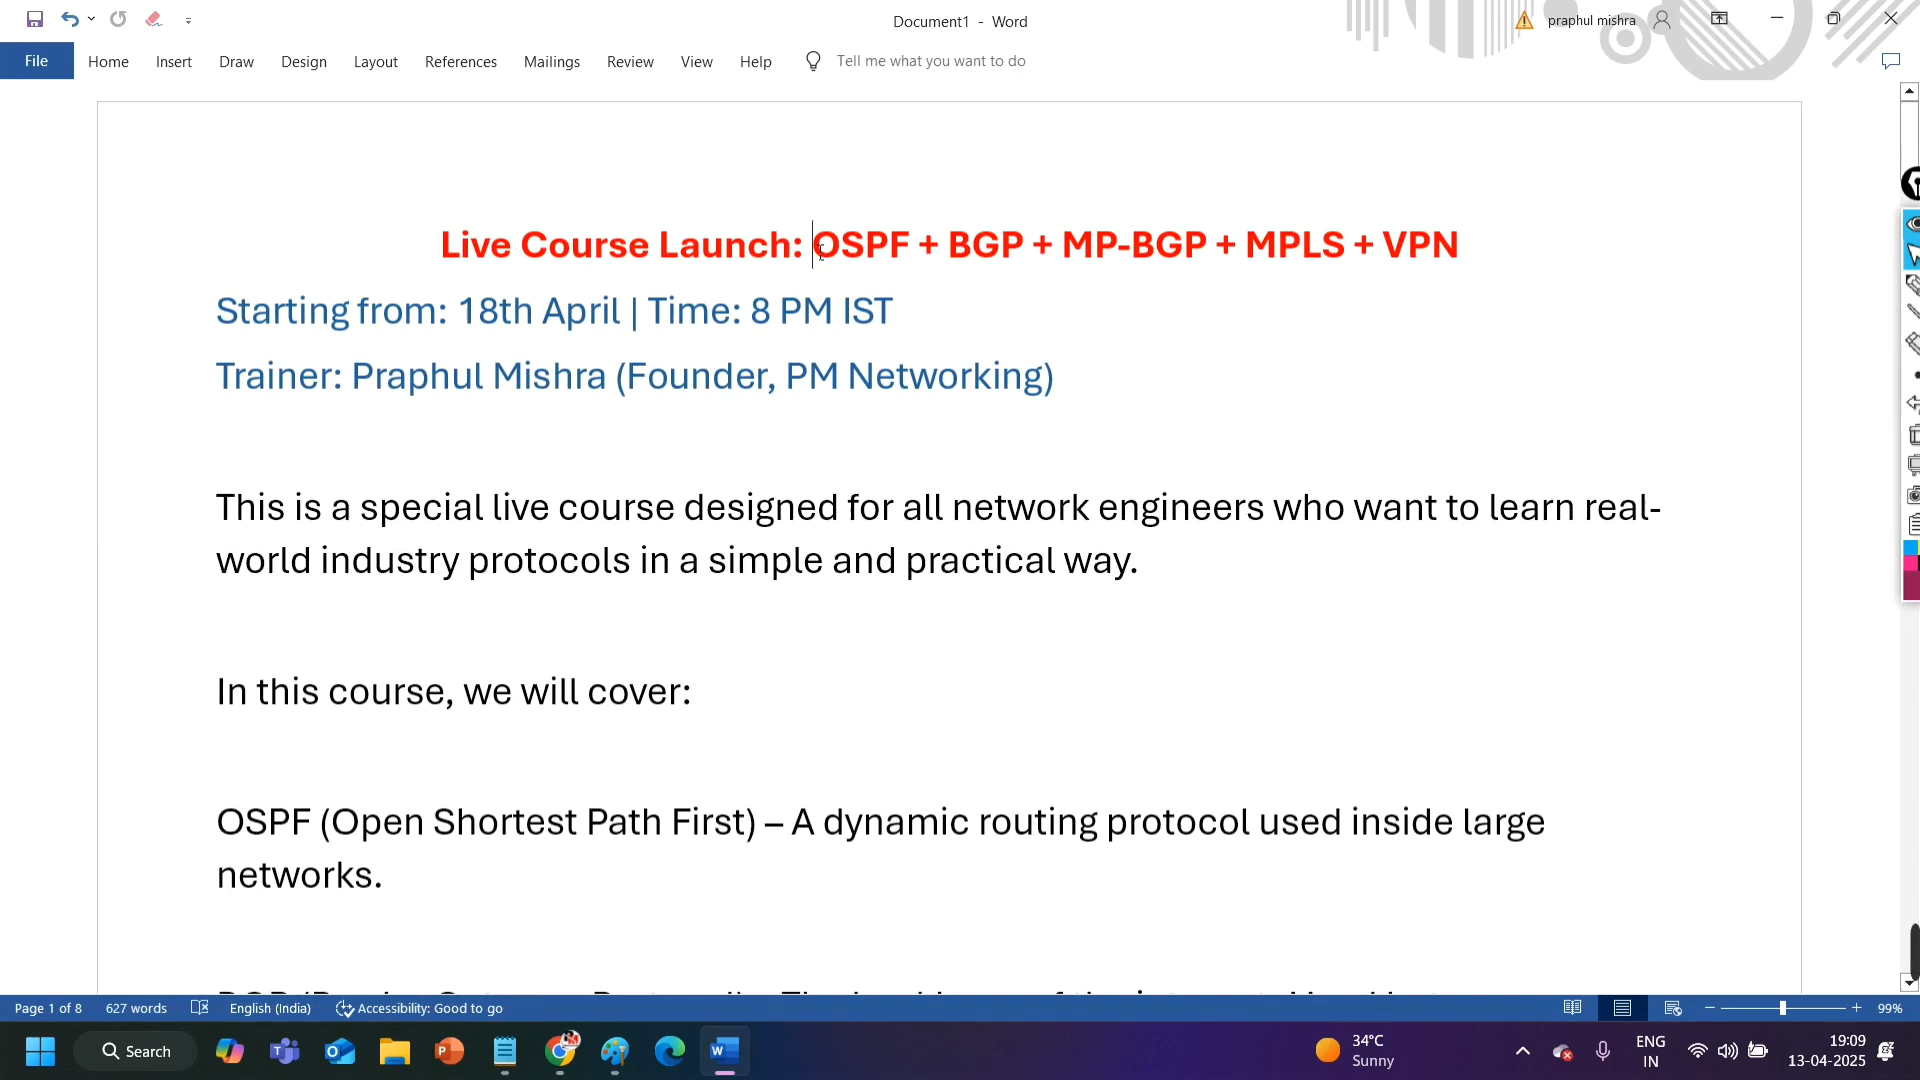 Document1 - Word
praphul mishra
File Home Insert Draw Design Layout References Mailings Review View Help Tell me what you want to do
Live Course Launch: OSPF + BGP + MP-BGP + MPLS + VPN
Starting from: 18th April | Time: 8 PM IST
Trainer: Praphul Mishra (Founder, PM Networking)
This is a special live course designed for all network engineers who want to learn real-
world industry protocols in a simple and practical way.
In this course, we will cover:
OSPF (Open Shortest Path First) – A dynamic routing protocol used inside large
networks.
Page 1 of 8 627 words English (India) Accessibility: Good to go 99%
Search
34°C
Sunny
ENG
IN
19:09
13-04-2025